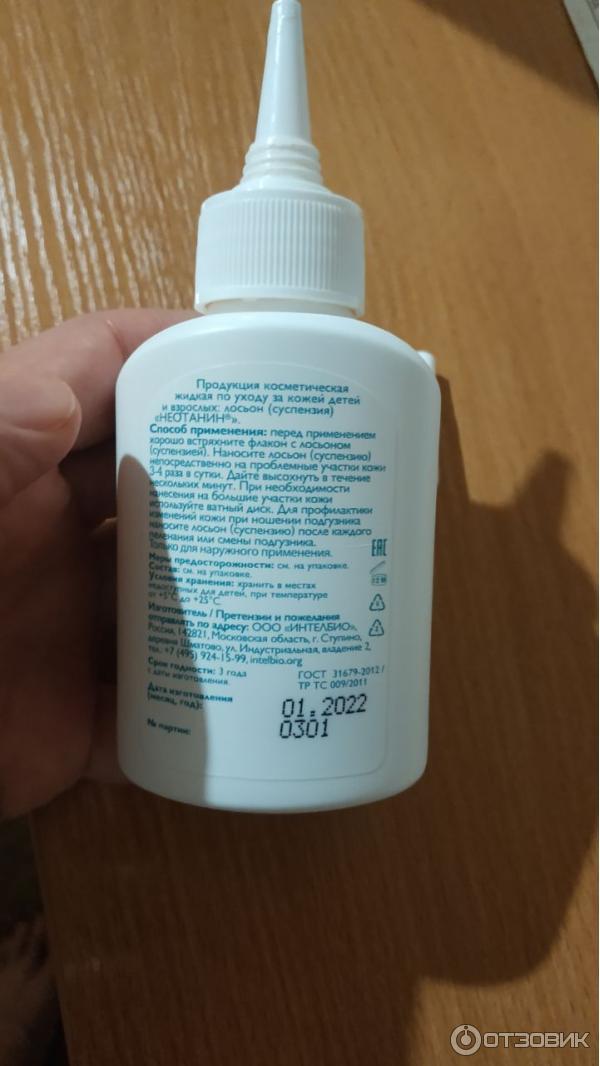 Продукция косметическая
жидкая по уходу за кожей детей
и взрослых: лосьон (суспензия)
«НЕОТАНИН®».
Способ применения: перед применением
хорошо встряхните флакон с лосьоном
(суспензией). Наносите лосьон (суспензию)
непосредственно на проблемные участки кожи
3-4 раза в сутки. Дайте высохнуть в течение
нескольких минут. При необходимости
нанесения на большие участки кожи
используйте ватный диск. Для профилактики
изменений кожи при ношении подгузника
наносите лосьон (суспензию) после каждого
пеленания или смены подгузника.
Только для наружного применения.
Меры предосторожности: см. на упаковке.
Состав: см. на упаковке.
Условия хранения: хранить в местах
недоступных для детей, при температуре
от +5°С до +25°С
Изготовитель / Претензии и пожелания
отправлять по адресу: ООО «ИНТЕЛБИО»,
Россия, 142821, Московская область, г. Ступино,
деревня Шматово, ул. Индустриальная, владение 2,
тел. +7 (495) 924-15-99, intelbio.org
Срок годности: 3 года
с даты изготовления
ГОСТ 31679-2012 /
ТР ТС 009/2011
Дата изготовления
(месяц, год):
01.2022
№ партии:
0301
EAC
12 M
ОТЗОВИК